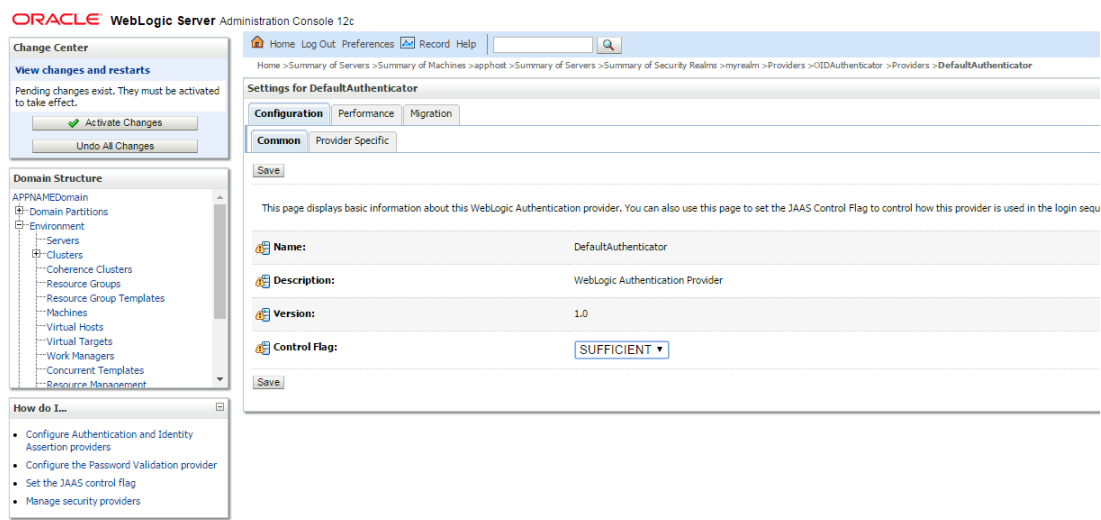 ORACLE WebLogic Server Administration Console 12c
Change Center
View changes and restarts
Pending changes exist. They must be activated
to take effect.
Activate Changes
Undo All Changes
Domain Structure
APPNAMEDomain
Domain Partitions
Environment
Servers
Clusters
Coherence Clusters
Resource Groups
Resource Group Templates
Machines
Virtual Hosts
Virtual Targets
Work Managers
Concurrent Templates
Resource Management
How do I...
Configure Authentication and Identity
Assertion providers
Configure the Password Validation provider
Set the JAAS control flag
Manage security providers
Home Log Out Preferences Record Help
Home >Summary of Servers >Summary of Machines >apphost >Summary of Servers >Summary of Security Realms >myrealm >Providers >OIDAuthenticator >Providers >DefaultAuthenticator
Settings for DefaultAuthenticator
Configuration Performance Migration
Common Provider Specific
Save
This page displays basic information about this WebLogic Authentication provider. You can also use this page to set the JAAS Control Flag to control how this provider is used in the login sequ
Name: DefaultAuthenticator
Description: WebLogic Authentication Provider
Version: 1.0
Control Flag: SUFFICIENT
Save